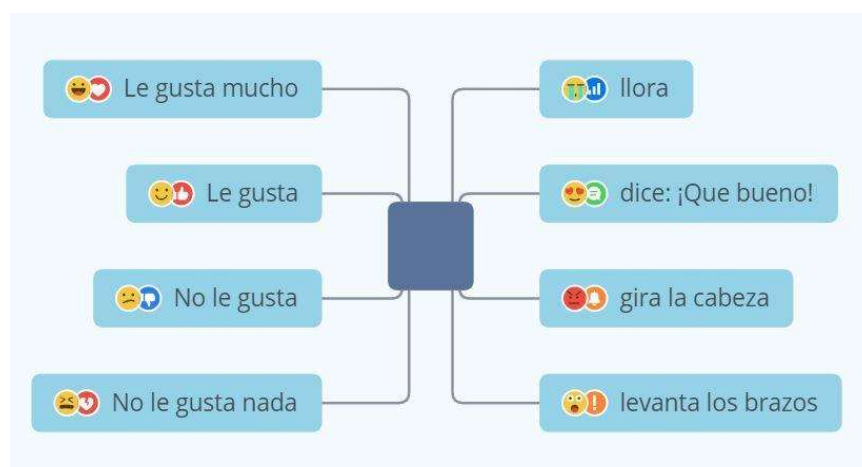 Le gusta mucho
Le gusta
No le gusta
No le gusta nada
llora
dice: ¡Que bueno!
gira la cabeza
levanta los brazos